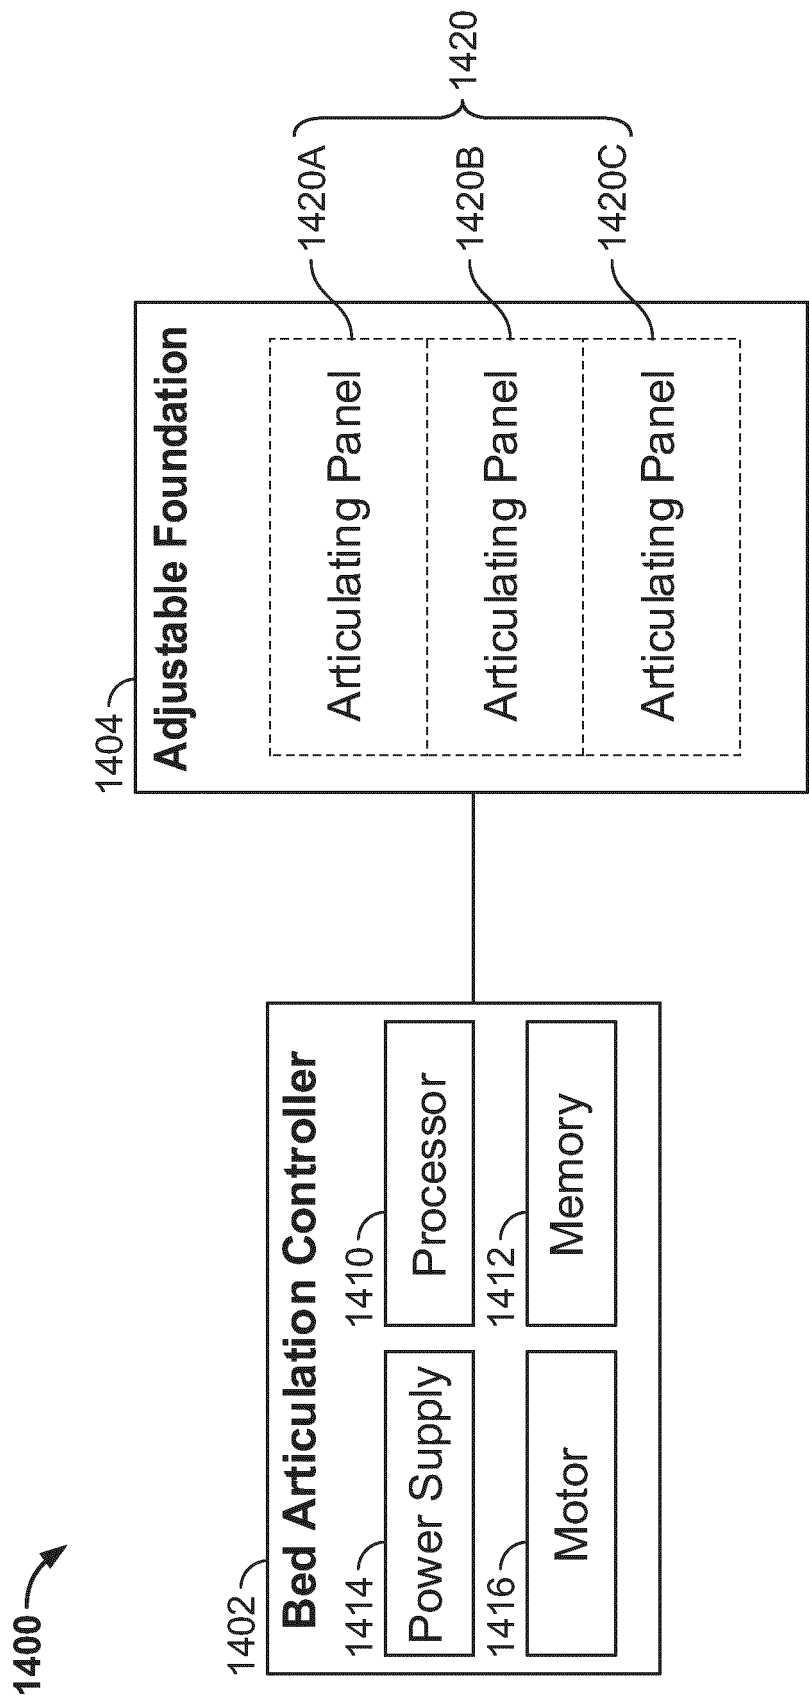 1400
1402
Bed Articulation Controller
1414
Power Supply
1410
Processor
1416
Motor
1412
Memory
1404
Adjustable Foundation
Articulating Panel
1420A
Articulating Panel
1420B
Articulating Panel
1420C
1420